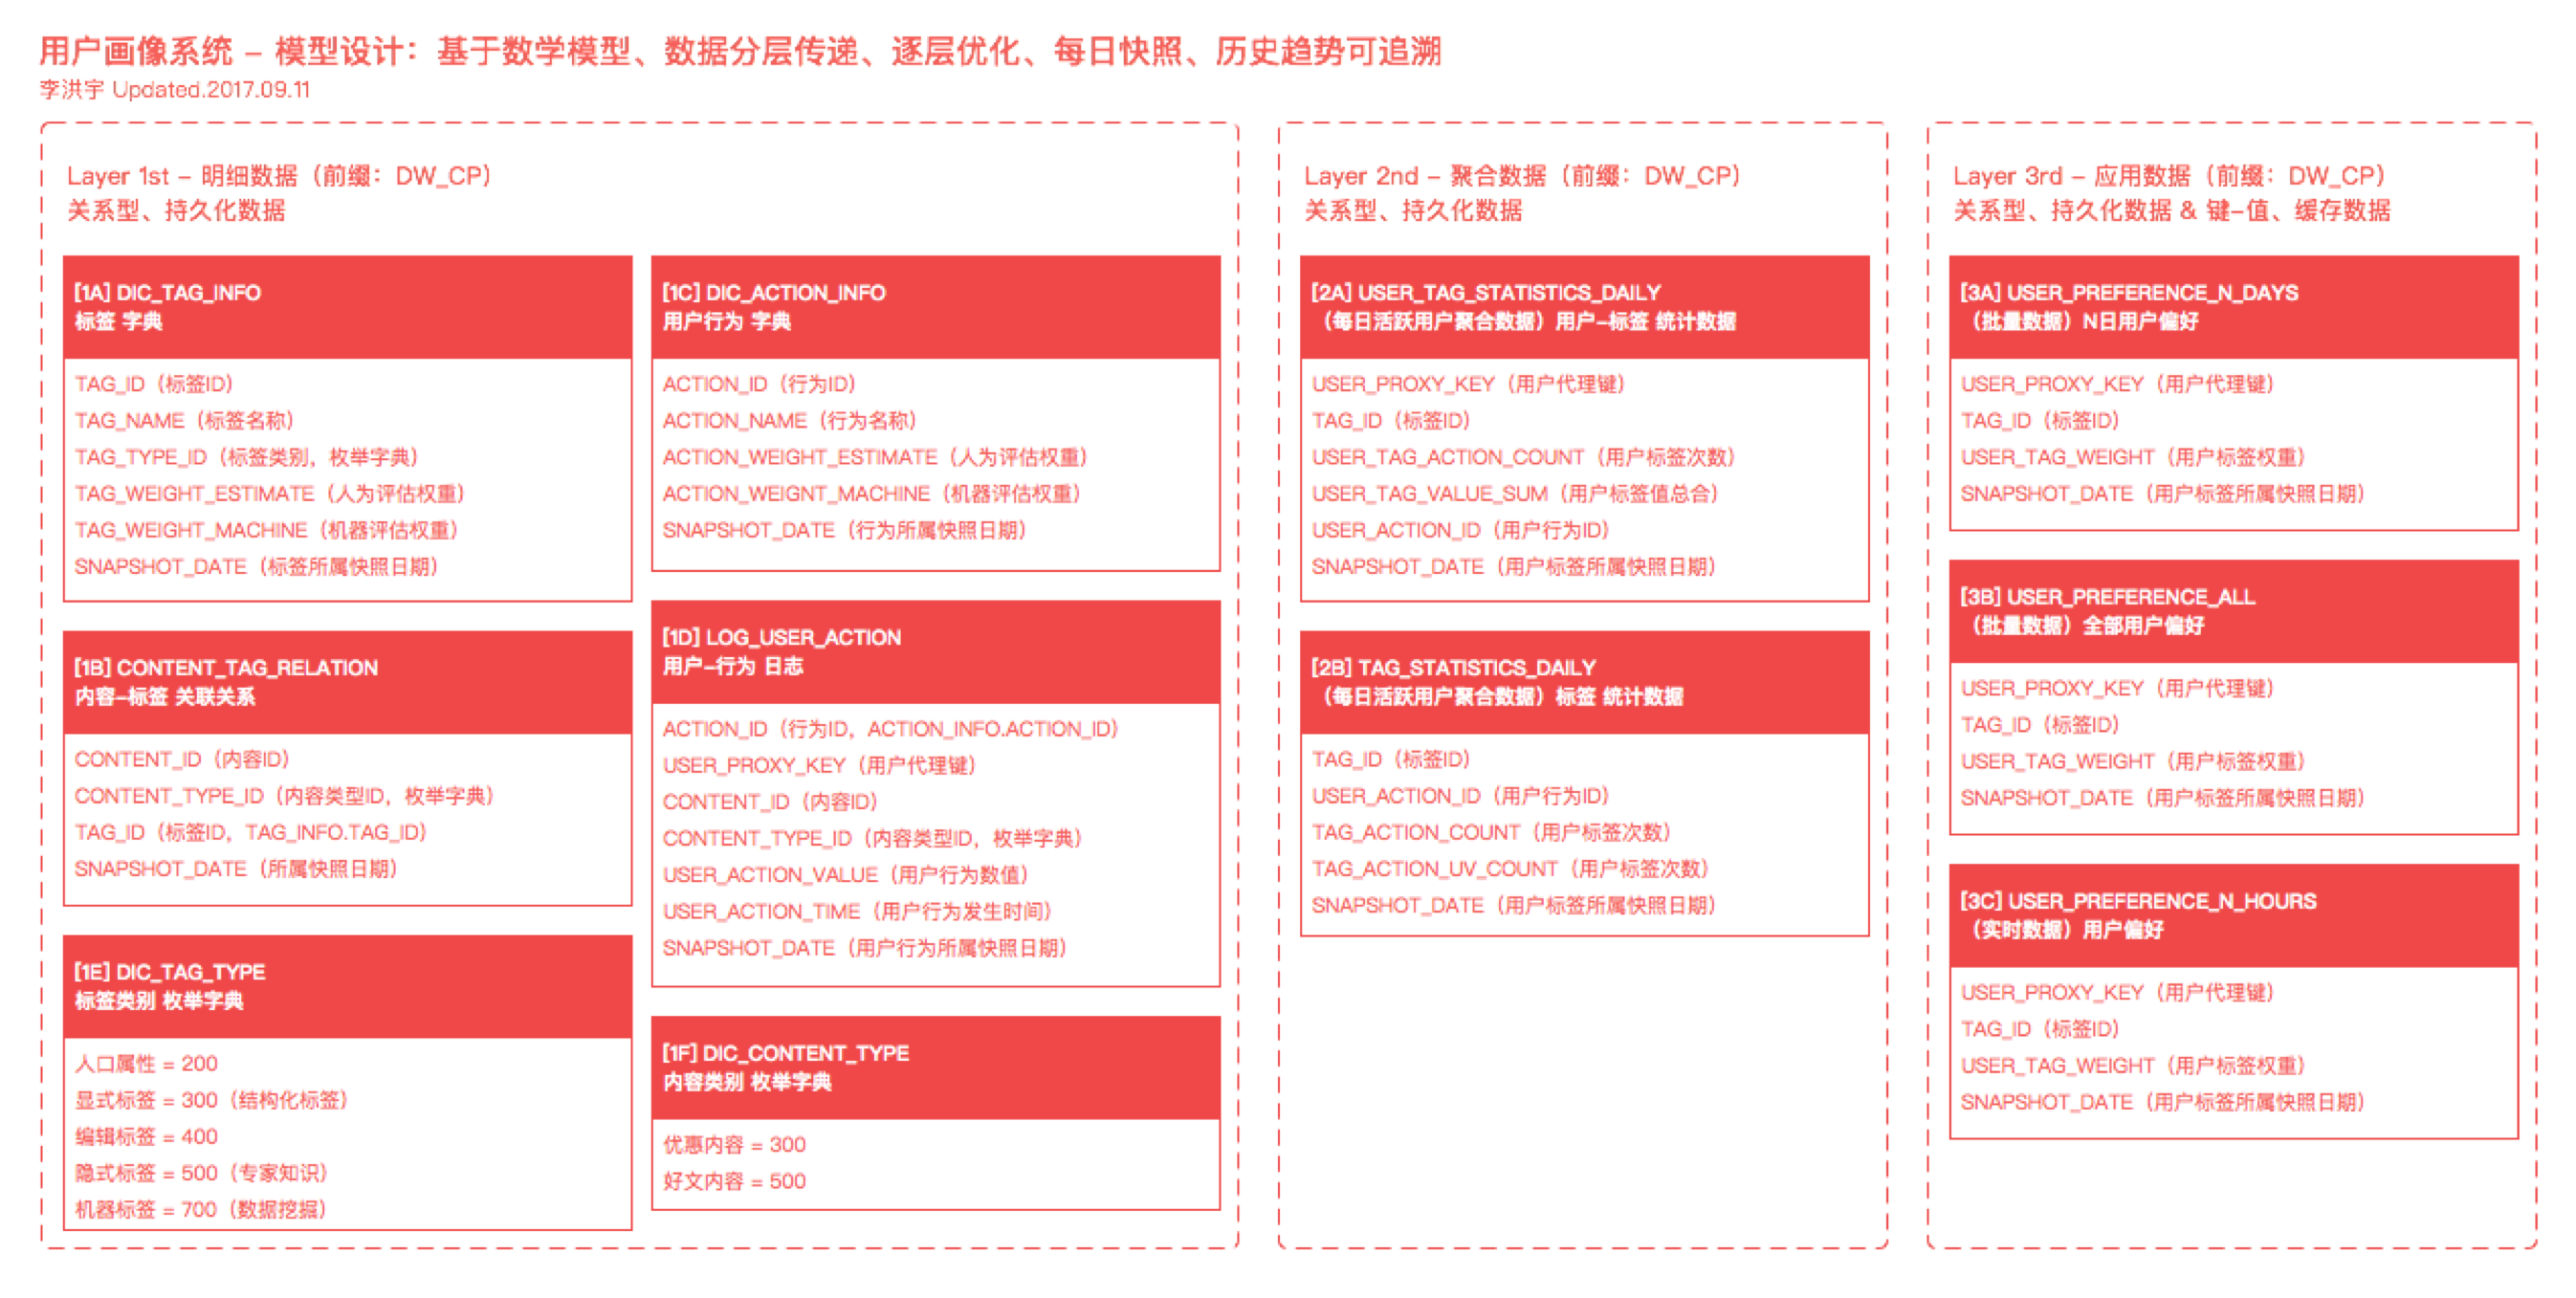 用户画像系统 – 模型设计：基于数学模型、数据分层传递、逐层优化、每日快照、历史趋势可追溯
李洪宇 Updated.2017.09.11
Layer 1st – 明细数据（前缀：DW_CP）
关系型、持久化数据
[1A] DIC_TAG_INFO
标签 字典
TAG_ID（标签ID）
TAG_NAME（标签名称）
TAG_TYPE_ID（标签类别，枚举字典）
TAG_WEIGHT_ESTIMATE（人为评估权重）
TAG_WEIGHT_MACHINE（机器评估权重）
SNAPSHOT_DATE（标签所属快照日期）
[1B] CONTENT_TAG_RELATION
内容–标签 关联关系
CONTENT_ID（内容ID）
CONTENT_TYPE_ID（内容类型ID，枚举字典）
TAG_ID（标签ID，TAG_INFO.TAG_ID）
SNAPSHOT_DATE（所属快照日期）
[1E] DIC_TAG_TYPE
标签类别 枚举字典
人口属性 = 200
显式标签 = 300（结构化标签）
编辑标签 = 400
隐式标签 = 500（专家知识）
机器标签 = 700（数据挖掘）
[1C] DIC_ACTION_INFO
用户行为 字典
ACTION_ID（行为ID）
ACTION_NAME（行为名称）
ACTION_WEIGHT_ESTIMATE（人为评估权重）
ACTION_WEIGNT_MACHINE（机器评估权重）
SNAPSHOT_DATE（行为所属快照日期）
[1D] LOG_USER_ACTION
用户–行为 日志
ACTION_ID（行为ID，ACTION_INFO.ACTION_ID）
USER_PROXY_KEY（用户代理键）
CONTENT_ID（内容ID）
CONTENT_TYPE_ID（内容类型ID，枚举字典）
USER_ACTION_VALUE（用户行为数值）
USER_ACTION_TIME（用户行为发生时间）
SNAPSHOT_DATE（用户行为所属快照日期）
[1F] DIC_CONTENT_TYPE
内容类别 枚举字典
优惠内容 = 300
好文内容 = 500
Layer 2nd – 聚合数据（前缀：DW_CP）
关系型、持久化数据
[2A] USER_TAG_STATISTICS_DAILY
（每日活跃用户聚合数据）用户–标签 统计数据
USER_PROXY_KEY（用户代理键）
TAG_ID（标签ID）
USER_TAG_ACTION_COUNT（用户标签次数）
USER_TAG_VALUE_SUM（用户标签值总合）
USER_ACTION_ID（用户行为ID）
SNAPSHOT_DATE（用户标签所属快照日期）
[2B] TAG_STATISTICS_DAILY
（每日活跃用户聚合数据）标签 统计数据
TAG_ID（标签ID）
USER_ACTION_ID（用户行为ID）
TAG_ACTION_COUNT（用户标签次数）
TAG_ACTION_UV_COUNT（用户标签次数）
SNAPSHOT_DATE（用户标签所属快照日期）
Layer 3rd – 应用数据（前缀：DW_CP）
关系型、持久化数据 & 键–值、缓存数据
[3A] USER_PREFERENCE_N_DAYS
（批量数据）N日用户偏好
USER_PROXY_KEY（用户代理键）
TAG_ID（标签ID）
USER_TAG_WEIGHT（用户标签权重）
SNAPSHOT_DATE（用户标签所属快照日期）
[3B] USER_PREFERENCE_ALL
（批量数据）全部用户偏好
USER_PROXY_KEY（用户代理键）
TAG_ID（标签ID）
USER_TAG_WEIGHT（用户标签权重）
SNAPSHOT_DATE（用户标签所属快照日期）
[3C] USER_PREFERENCE_N_HOURS
（实时数据）用户偏好
USER_PROXY_KEY（用户代理键）
TAG_ID（标签ID）
USER_TAG_WEIGHT（用户标签权重）
SNAPSHOT_DATE（用户标签所属快照日期）